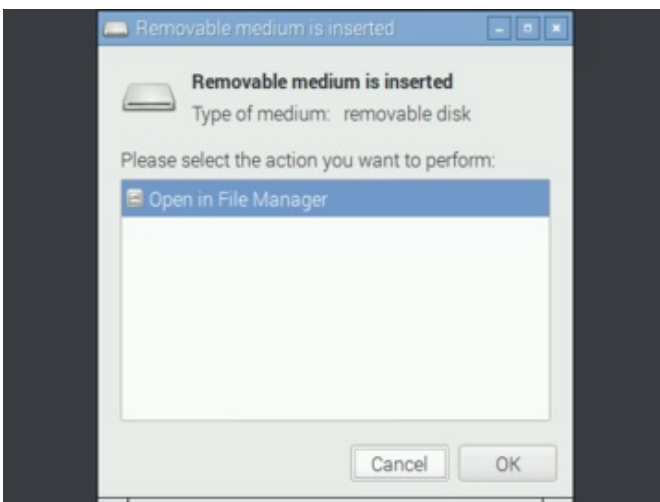 Removable medium is inserted
Removable medium is inserted
Type of medium: removable disk
Please select the action you want to perform:
Open in File Manager
Cancel OK